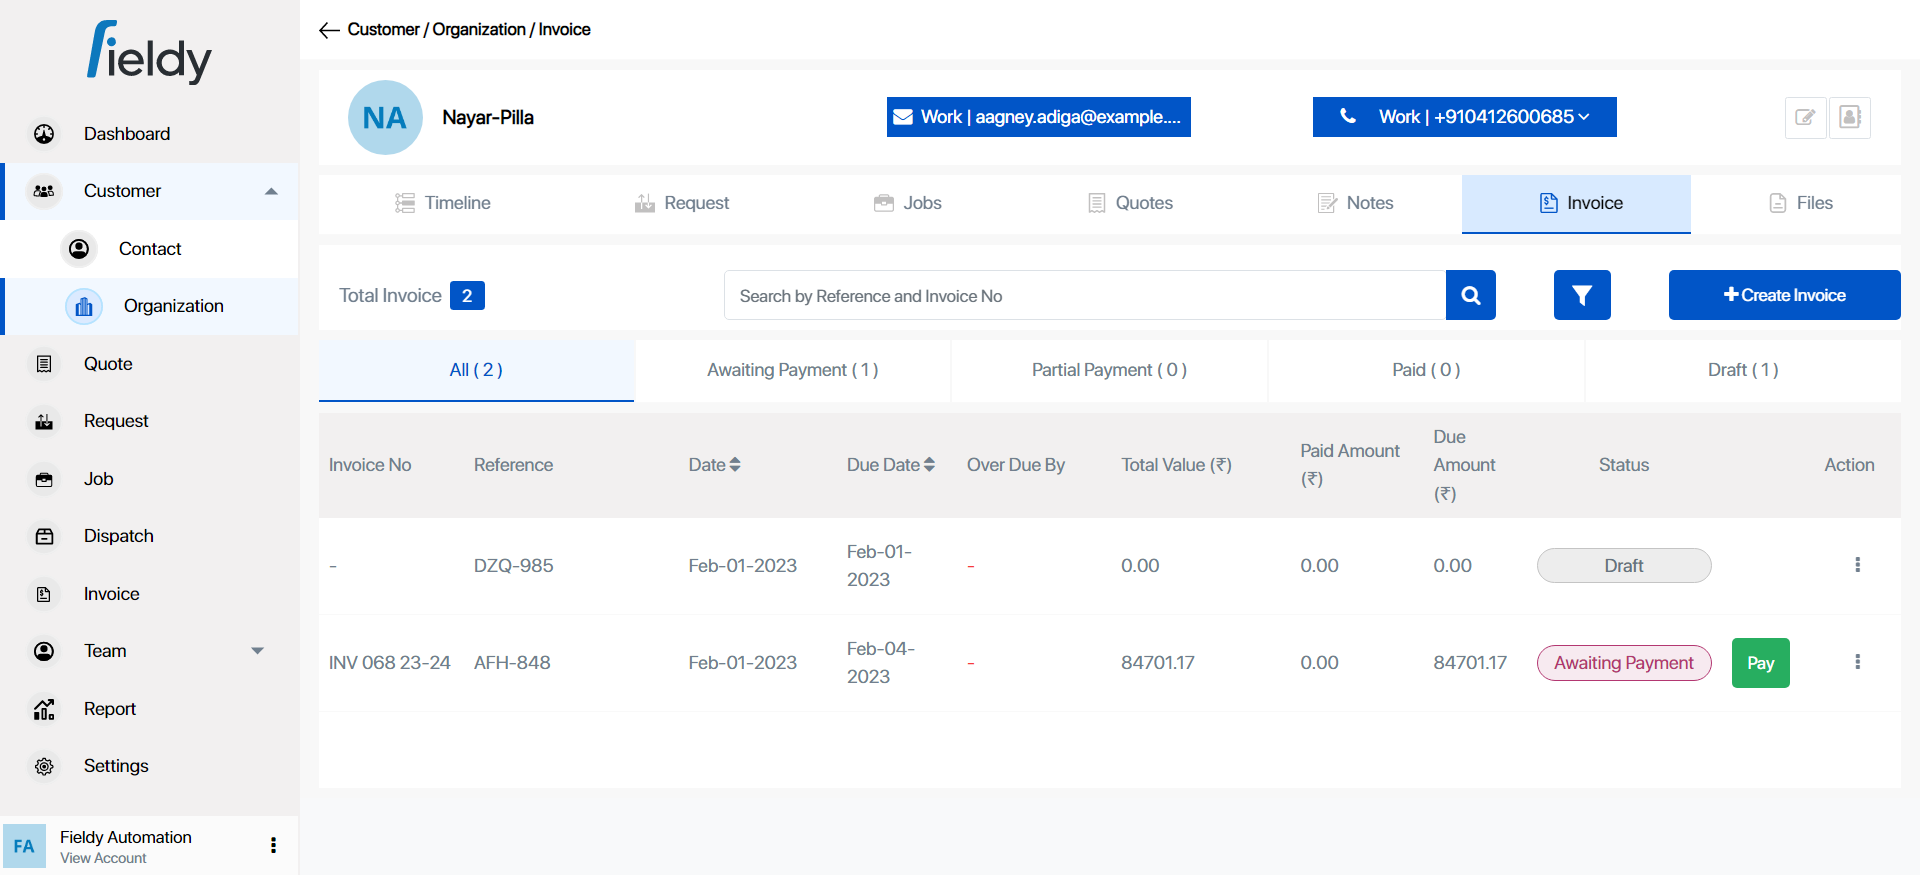 fieldy
Dashboard
Customer
Contact
Organization
Quote
Request
Job
Dispatch
Invoice
Team
Report
Settings
FA
Fieldy Automation
View Account
Customer / Organization / Invoice
NA
Nayar-Pilla
Work | aagney.adiga@example....
Work | +910412600685
Timeline
Request
Jobs
Quotes
Notes
Invoice
Files
Total Invoice 2
Search by Reference and Invoice No
+Create Invoice
All ( 2 )
Awaiting Payment ( 1 )
Partial Payment ( 0 )
Paid ( 0 )
Draft ( 1 )
Invoice No
Reference
Date
Due Date
Over Due By
Total Value (₹)
Paid Amount
(₹)
Due
Amount
(₹)
Status
Action
-
DZQ-985
Feb-01-2023
Feb-01-
2023
-
0.00
0.00
0.00
Draft
INV 068 23-24
AFH-848
Feb-01-2023
Feb-04-
2023
-
84701.17
0.00
84701.17
Awaiting Payment
Pay